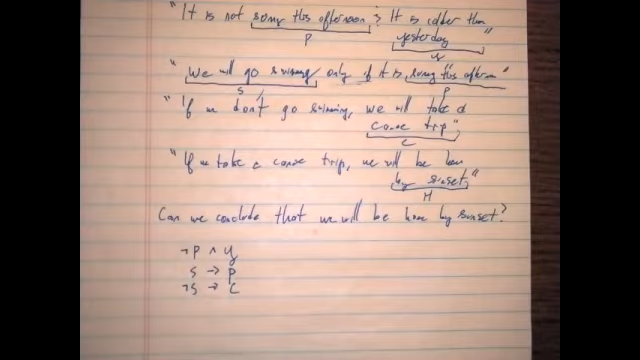 "It is not sunny this afternoon & It is colder than
yesterday"
P
y
"We will go swimming only if it is sunny this afternoon"
S
P
"If we don't go swimming, we will take a
canoe trip"
C
"If we take a canoe trip, we will be home
by sunset"
H
Can we conclude that we will be home by sunset?
¬P ∧ y
S → P
¬S → C